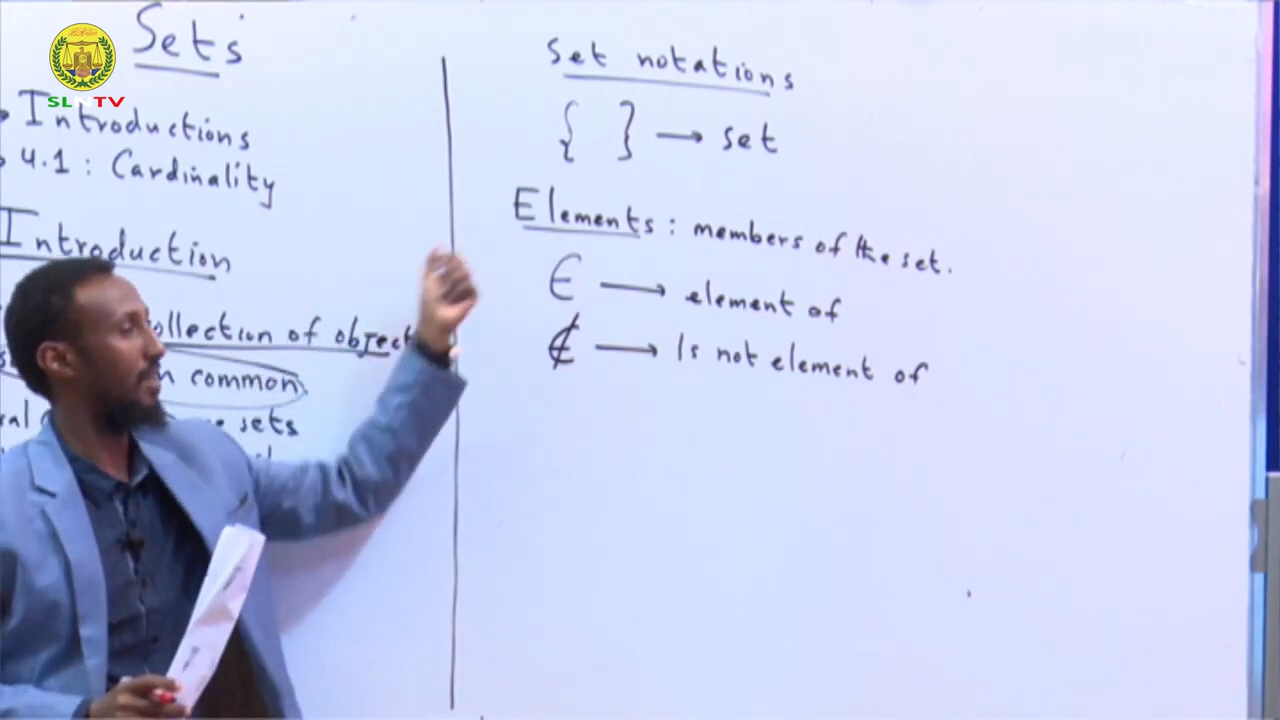 Sets
SLNTV
Introductions
4.1 : Cardinality
Introduction
ollection of object
n common
sets
Set notations
{ } → set
Elements : members of the set.
∈ → element of
∉ → Is not element of